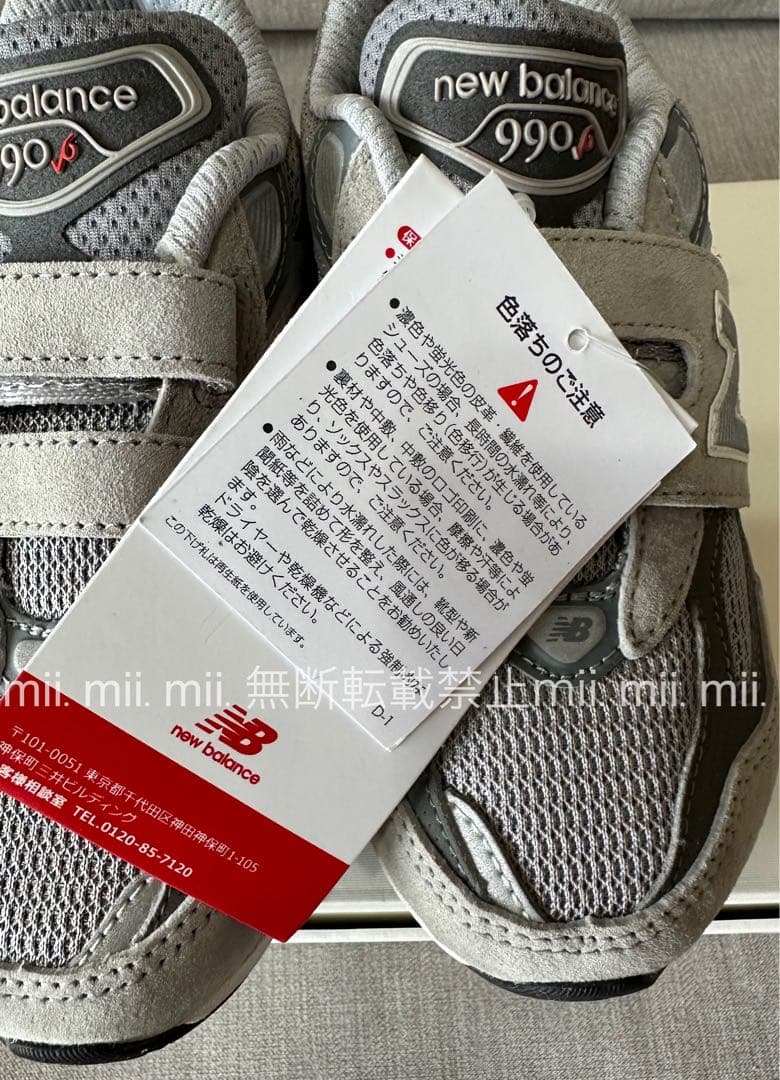 balance
990v6
new balance
990v6
保
色落ちのご注意
●濃色や蛍光色の皮革・繊維を使用している
シューズの場合、長時間の水濡れ等により、
色落ちや色移り(色移行)が生じる場合があ
りますので、ご注意ください。
●裏材や中敷、中敷のロゴ印刷に、濃色や蛍
光色を使用している場合、摩擦や汗等によ
り、ソックスやスラックスに色が移る場合が
ありますので、ご注意ください。
●雨などにより水濡れした際には、靴型や新
聞紙等を詰めて形を整え、風通しの良い日
陰を選んで乾燥させることをお勧めいたし
ます。
ドライヤーや乾燥機などによる強制
乾燥はお避けください。
この下げ札は再生紙を使用しています。
D-1
mii. mii. mii. 無断転載禁止mii. mii. mii.
NB
new balance
〒101-0051 東京都千代田区神田神保町1-105
神保町三井ビルディング
客様相談室 TEL.0120-85-7120
NB